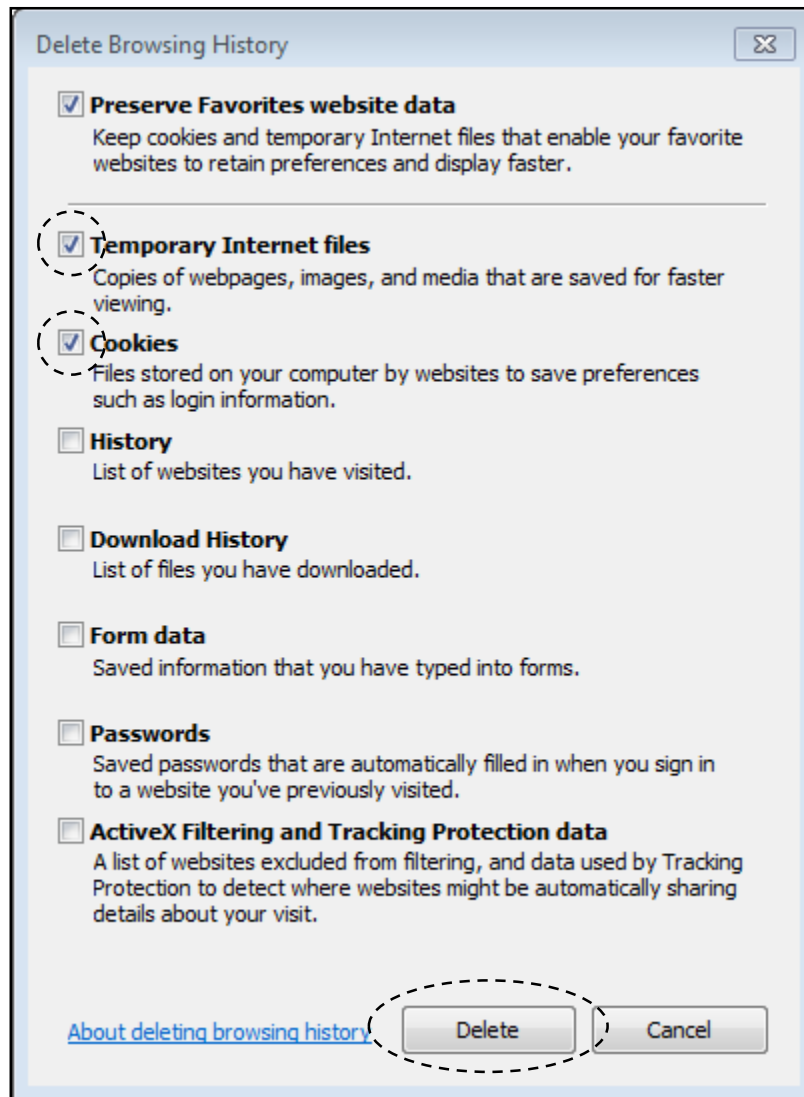 Delete Browsing History
Preserve Favorites website data
Keep cookies and temporary Internet files that enable your favorite
websites to retain preferences and display faster.
Temporary Internet files
Copies of webpages, images, and media that are saved for faster
viewing.
Cookies
Files stored on your computer by websites to save preferences
such as login information.
History
List of websites you have visited.
Download History
List of files you have downloaded.
Form data
Saved information that you have typed into forms.
Passwords
Saved passwords that are automatically filled in when you sign in
to a website you've previously visited.
ActiveX Filtering and Tracking Protection data
A list of websites excluded from filtering, and data used by Tracking
Protection to detect where websites might be automatically sharing
details about your visit.
About deleting browsing history Delete Cancel